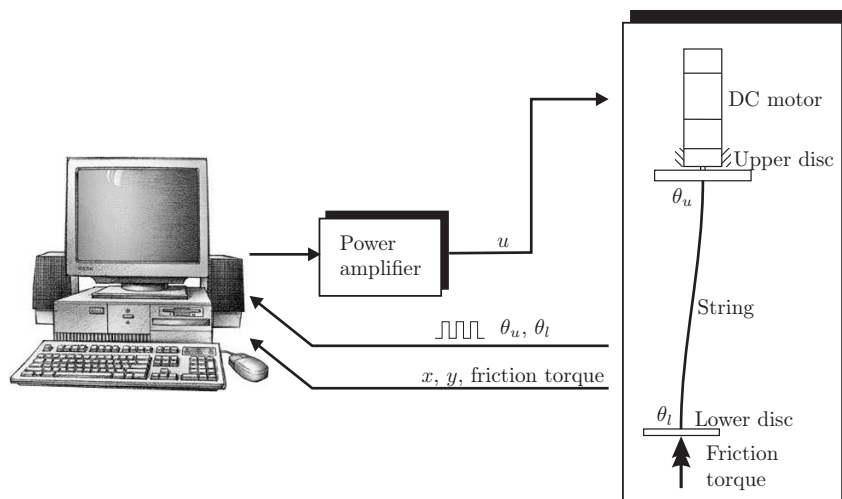 DC motor
Upper disc
θ_u
Power
amplifier
u
String
θ_u, θ_l
x, y, friction torque
θ_l
Lower disc
Friction
torque